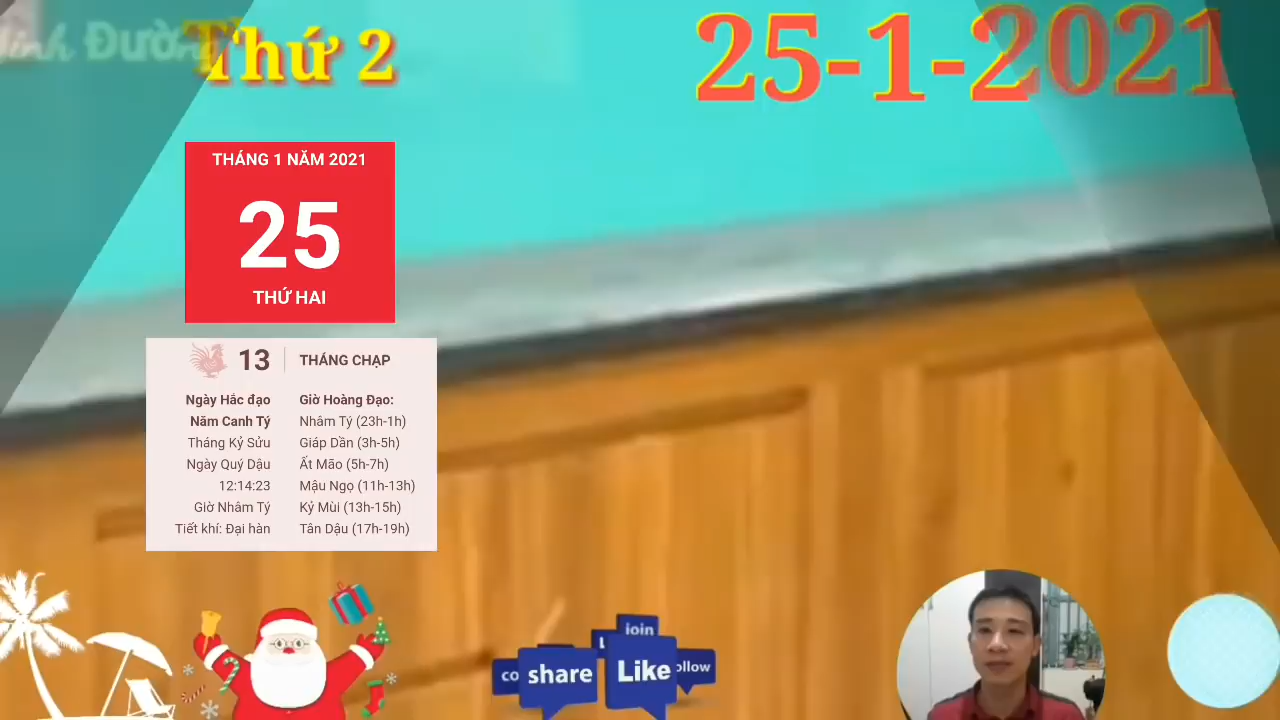 Thứ 2
25-1-2021
THÁNG 1 NĂM 2021
25
THỨ HAI
13
THÁNG CHẠP
Ngày Hắc đạo
Năm Canh Tý
Tháng Kỷ Sửu
Ngày Quý Dậu
12:14:23
Giờ Nhâm Tý
Tiết khí: Đại hàn
Giờ Hoàng Đạo:
Nhâm Tý (23h-1h)
Giáp Dần (3h-5h)
Ất Mão (5h-7h)
Mậu Ngọ (11h-13h)
Kỷ Mùi (13h-15h)
Tân Dậu (17h-19h)
join
share
Like